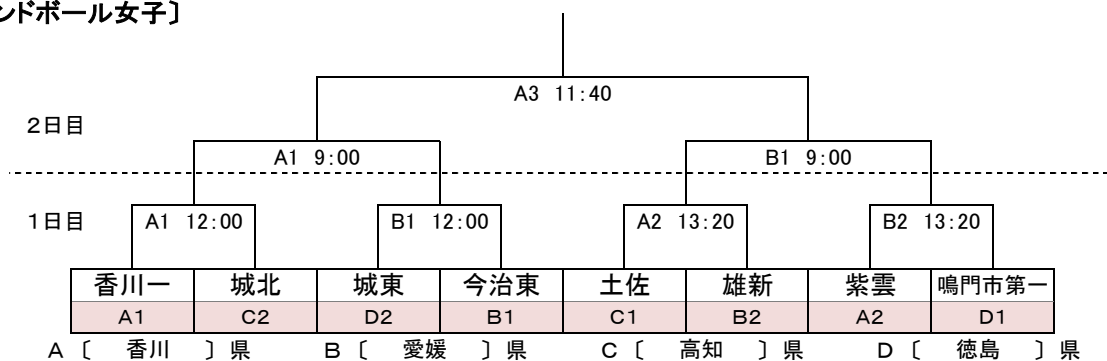 ンドボール女子〕
A3 11：40
2日目
A1 9：00 B1 9：00
1日目 A1 12：00 B1 12：00 A2 13：20 B2 13：20
香川一 城北 城東 今治東 土佐 雄新 紫雲 鳴門市第一
A1 C2 D2 B1 C1 B2 A2 D1
A 〔 香川 〕県 B 〔 愛媛 〕県 C 〔 高知 〕県 D 〔 徳島 〕県